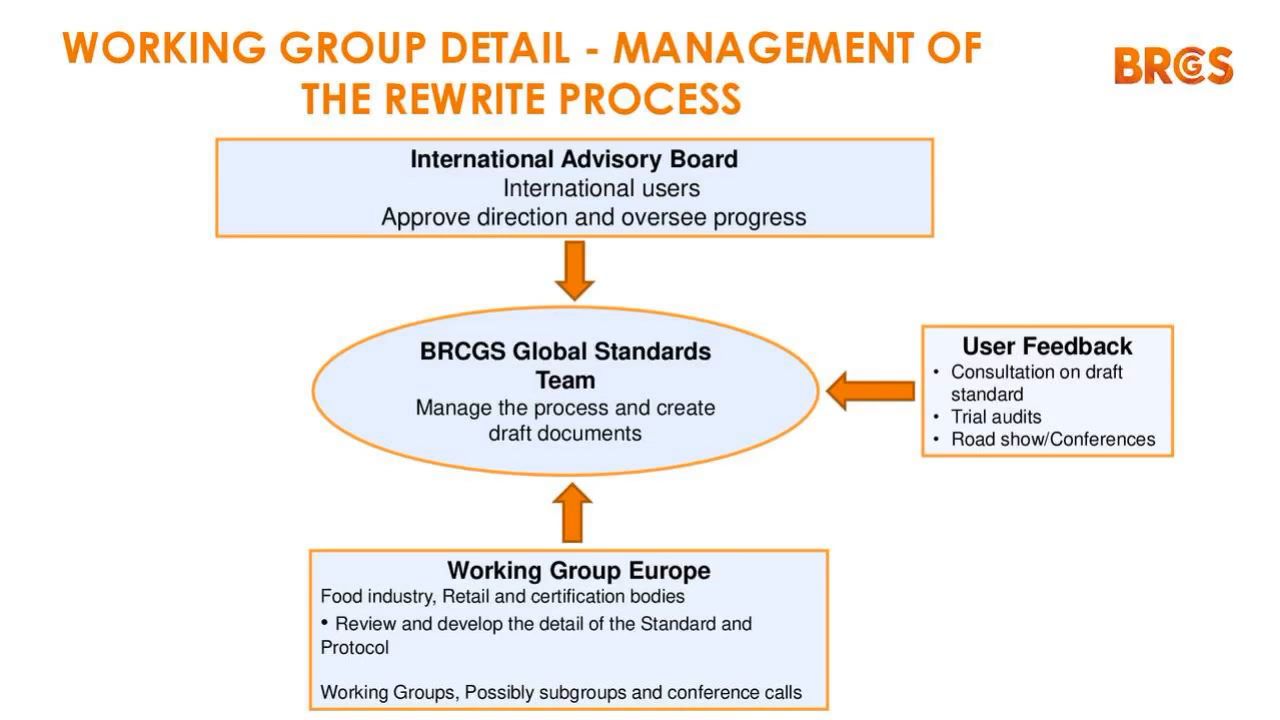 WORKING GROUP DETAIL - MANAGEMENT OF
THE REWRITE PROCESS
BRCGS
International Advisory Board
International users
Approve direction and oversee progress
BRCGS Global Standards
Team
Manage the process and create
draft documents
User Feedback
• Consultation on draft
standard
• Trial audits
• Road show/Conferences
Working Group Europe
Food industry, Retail and certification bodies
• Review and develop the detail of the Standard and
Protocol
Working Groups, Possibly subgroups and conference calls